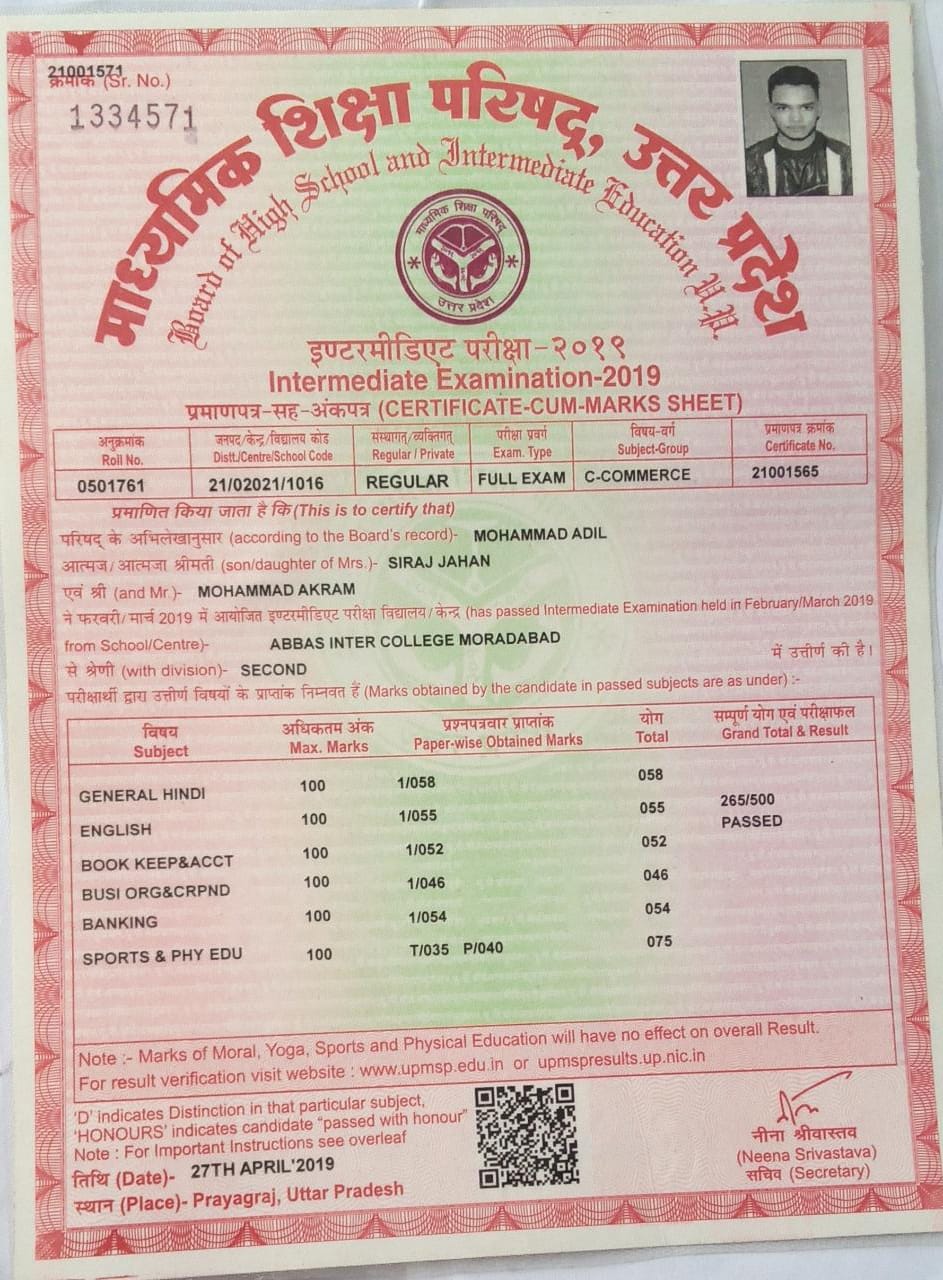 21001571
क्रमांक (Sr. No.)
1334571
माध्यमिक शिक्षा परिषद्, उत्तर प्रदेश
Board of High School and Intermediate Education U.P.
माध्यमिक शिक्षा परिषद्
उत्तर प्रदेश
इण्टरमीडिएट परीक्षा-२०१९
Intermediate Examination-2019
प्रमाणपत्र-सह-अंकपत्र (CERTIFICATE-CUM-MARKS SHEET)
अनुक्रमांक जनपद/केन्द्र/विद्यालय कोड संस्थागत्/व्यक्तिगत् परीक्षा प्रवर्ग विषय-वर्ग प्रमाणपत्र क्रमांक
Roll No. Distt./Centre/School Code Regular / Private Exam. Type Subject-Group Certificate No.
0501761 21/02021/1016 REGULAR FULL EXAM C-COMMERCE 21001565
प्रमाणित किया जाता है कि (This is to certify that)
परिषद् के अभिलेखानुसार (according to the Board's record)- MOHAMMAD ADIL
आत्मज/आत्मजा श्रीमती (son/daughter of Mrs.)- SIRAJ JAHAN
एवं श्री (and Mr.)- MOHAMMAD AKRAM
ने फरवरी/मार्च 2019 में आयोजित इण्टरमीडिएट परीक्षा विद्यालय/केन्द्र (has passed Intermediate Examination held in February/March 2019
from School/Centre)- ABBAS INTER COLLEGE MORADABAD
से श्रेणी (with division)- SECOND में उत्तीर्ण की है।
परीक्षार्थी द्वारा उत्तीर्ण विषयों के प्राप्तांक निम्नवत हैं (Marks obtained by the candidate in passed subjects are as under) :-
विषय अधिकतम अंक प्रश्नपत्रवार प्राप्तांक योग सम्पूर्ण योग एवं परीक्षाफल
Subject Max. Marks Paper-wise Obtained Marks Total Grand Total & Result
GENERAL HINDI 100 1/058 058
ENGLISH 100 1/055 055 265/500
PASSED
BOOK KEEP&ACCT 100 1/052 052
BUSI ORG&CRPND 100 1/046 046
BANKING 100 1/054 054
SPORTS & PHY EDU 100 T/035 P/040 075
Note :- Marks of Moral, Yoga, Sports and Physical Education will have no effect on overall Result.
For result verification visit website : www.upmsp.edu.in or upmspresults.up.nic.in
'D' indicates Distinction in that particular subject,
'HONOURS' indicates candidate "passed with honour"
Note : For Important Instructions see overleaf
तिथि (Date)- 27TH APRIL'2019
स्थान (Place)- Prayagraj, Uttar Pradesh
नीना श्रीवास्तव
(Neena Srivastava)
सचिव (Secretary)